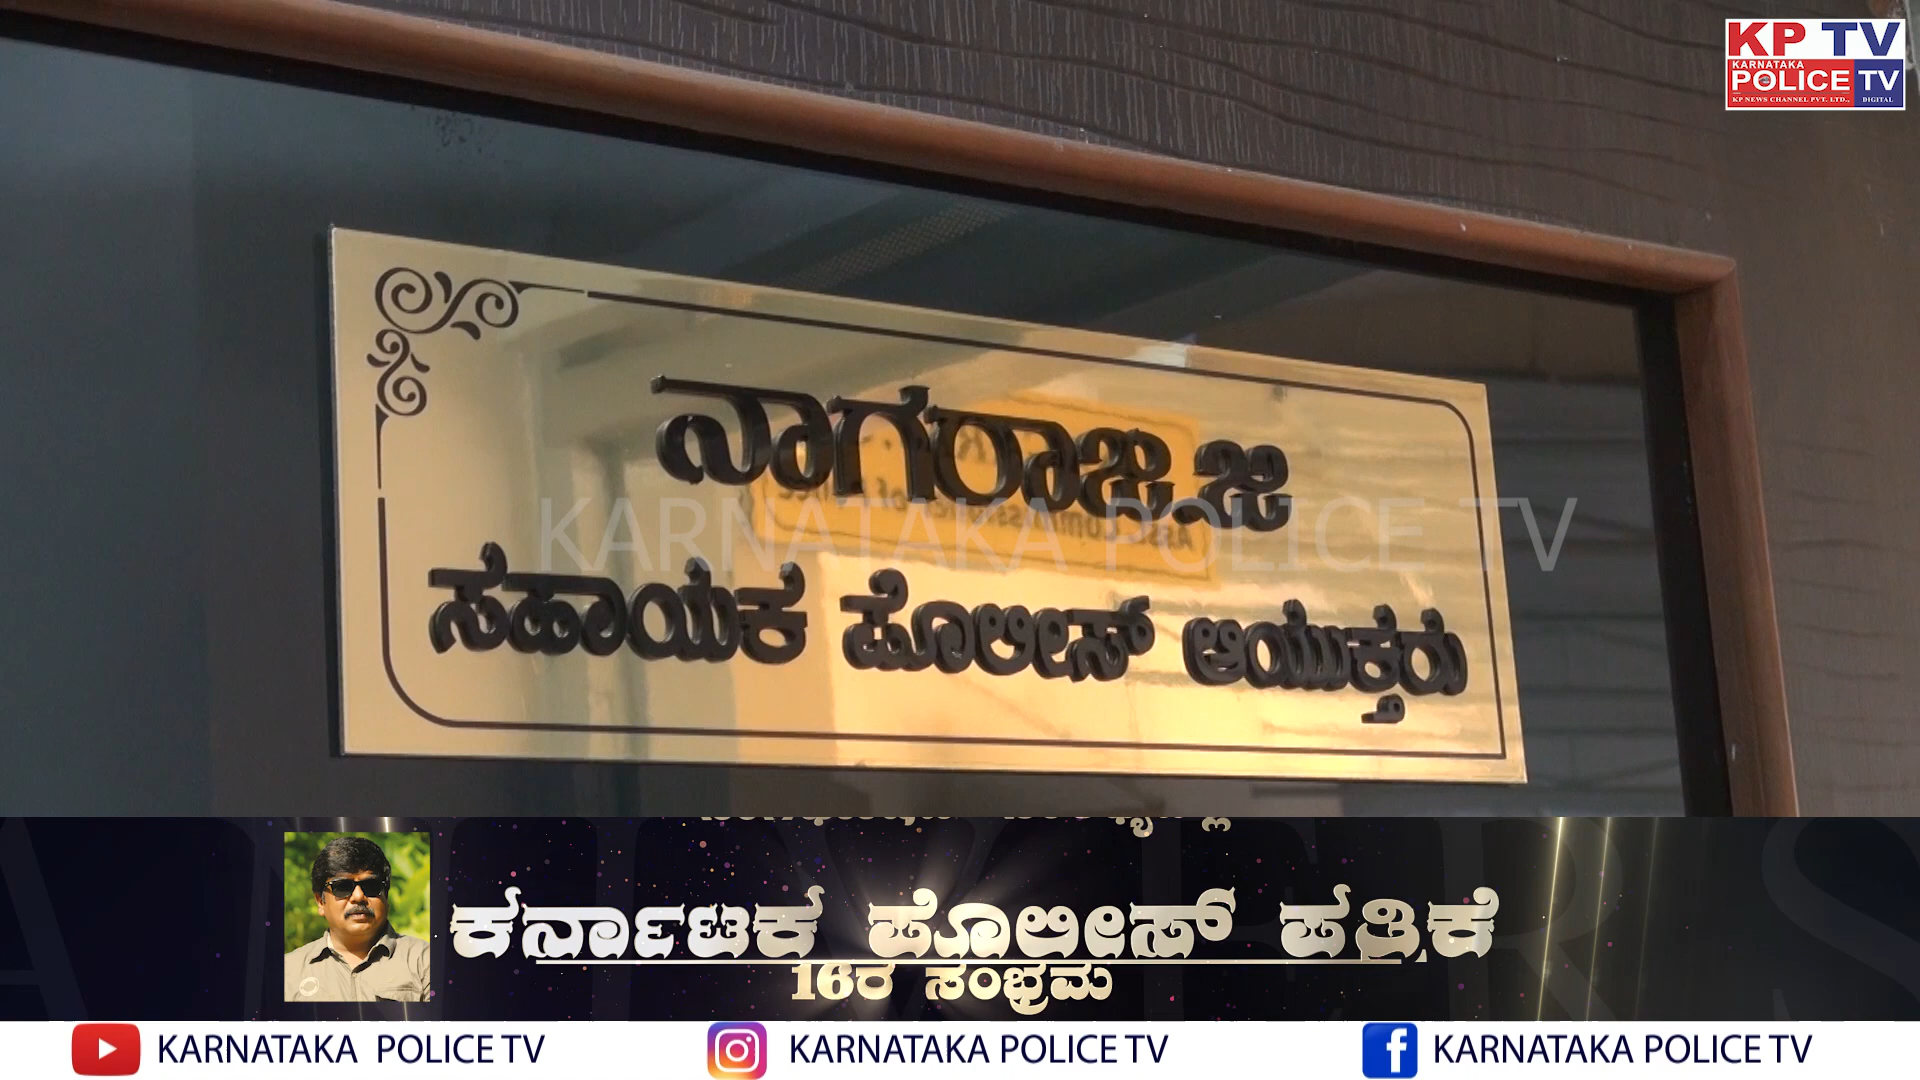 KP TV
KARNATAKA
POLICE TV
KP NEWS CHANNEL PVT. LTD.,
DIGITAL
ನಾಗರಾಜ.ಜಿ
KARNATAKA POLICE TV
ಸಹಾಯಕ ಪೊಲೀಸ್ ಆಯುಕ್ತರು
ಕರ್ನಾಟಕ ಪೊಲೀಸ್ ಪತ್ರಿಕೆ
16ರ ಸಂಭ್ರಮ
KARNATAKA POLICE TV
KARNATAKA POLICE TV
KARNATAKA POLICE TV